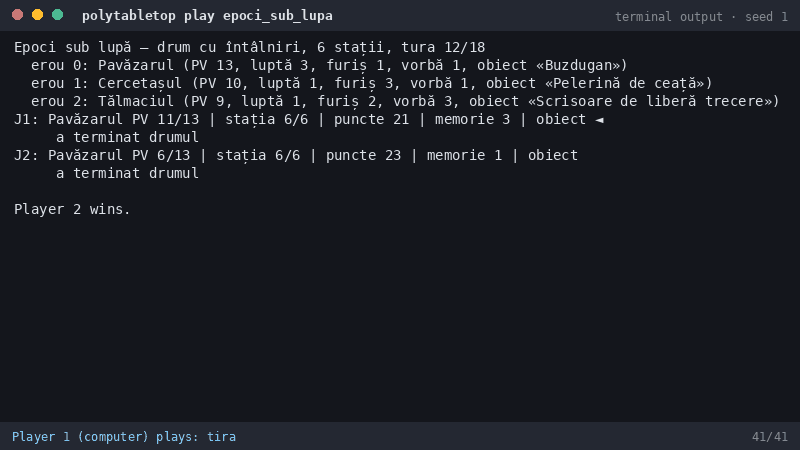 polytabletop play epoci_sub_lupa
terminal output · seed 1
Epoci sub lupă — drum cu întâlniri, 6 stații, tura 12/18
erou 0: Pavăzarul (PV 13, luptă 3, furiș 1, vorbă 1, obiect «Buzdugan»)
erou 1: Cercetașul (PV 10, luptă 1, furiș 3, vorbă 1, obiect «Pelerină de ceață»)
erou 2: Tălmaciul (PV 9, luptă 1, furiș 2, vorbă 3, obiect «Scrisoare de liberă trecere»)
J1: Pavăzarul PV 11/13 | stația 6/6 | puncte 21 | memorie 3 | obiect ◄
a terminat drumul
J2: Pavăzarul PV 6/13 | stația 6/6 | puncte 23 | memorie 1 | obiect
a terminat drumul
Player 2 wins.
Player 1 (computer) plays: tira
41/41